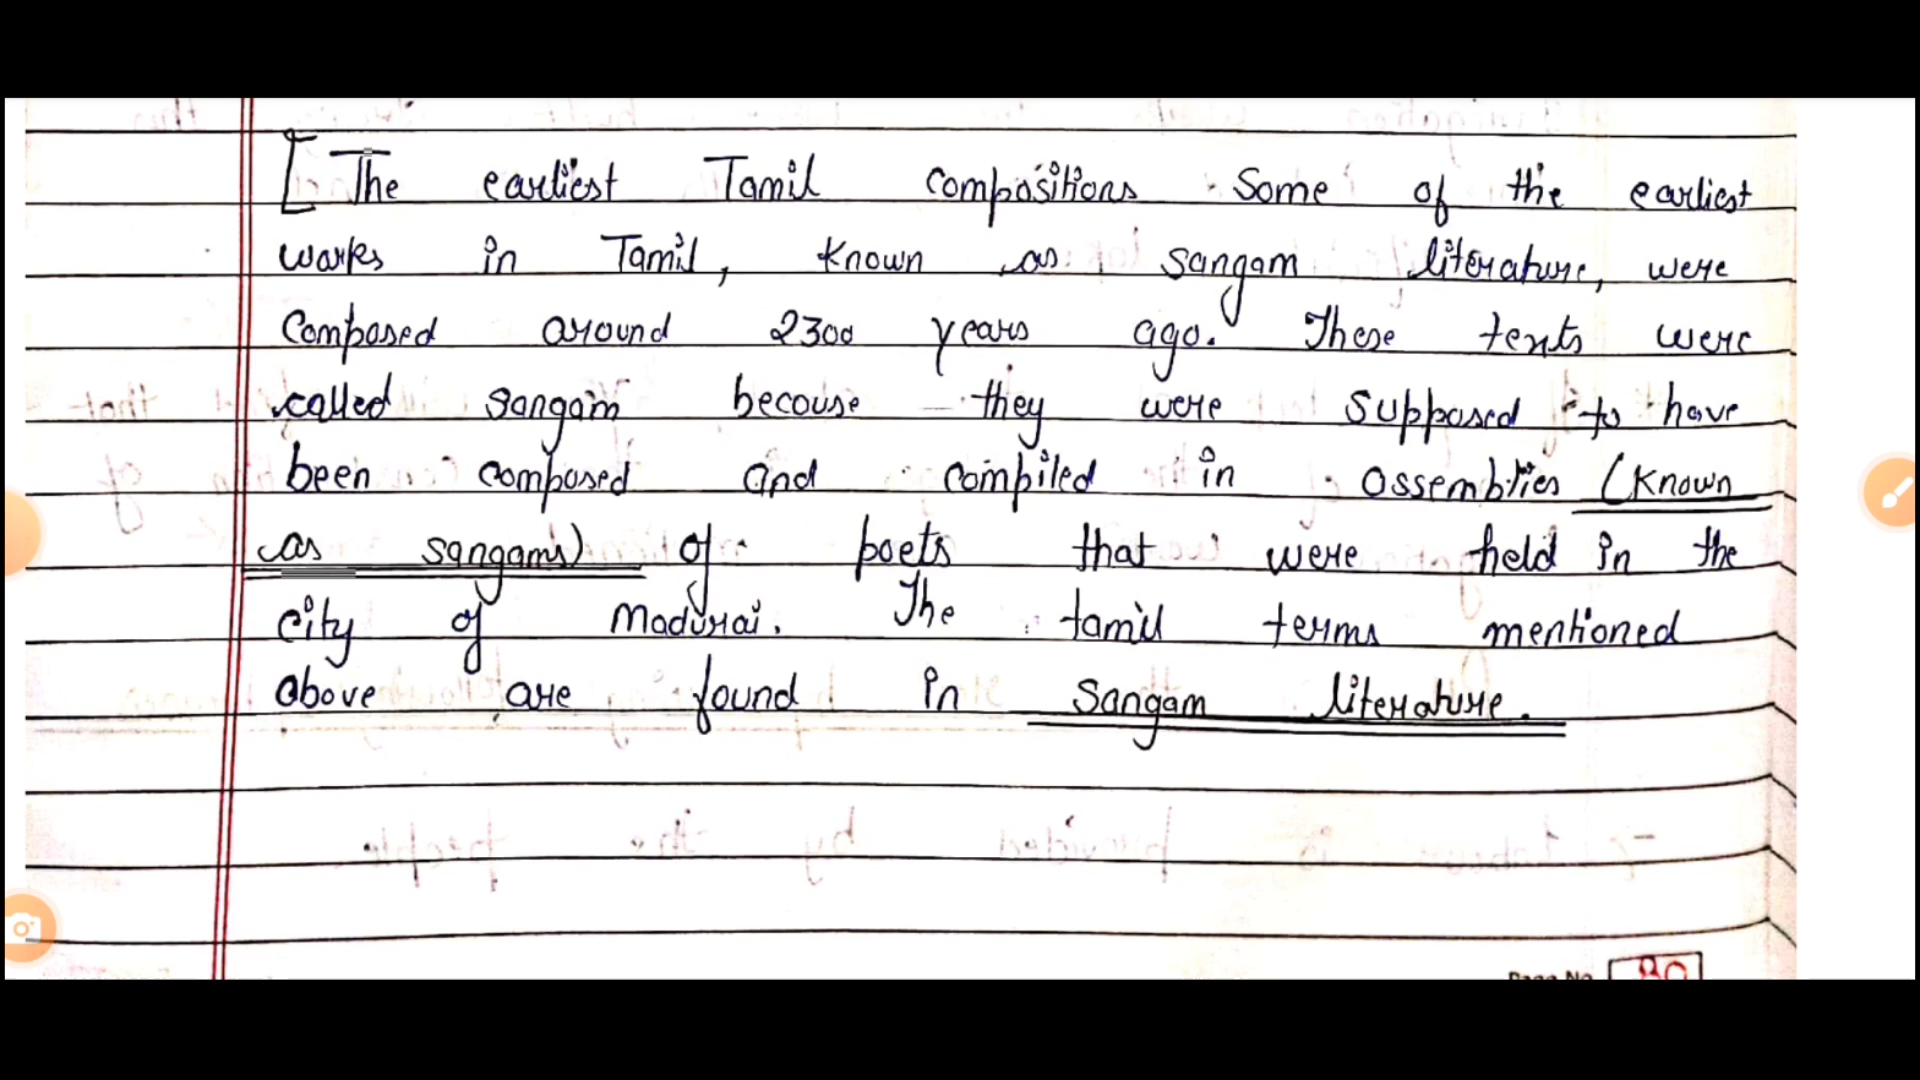 [ The earliest Tamil compositions Some of the earliest
works in Tamil, known as sangam literature, were
Composed around 2300 years ago. These texts were
called sangam because they were supposed to have
been composed and compiled in assemblies (known
as sangams) of poets that were held in the
city of Madurai. The tamil terms mentioned
above are found in Sangam literature.
Page No. 80